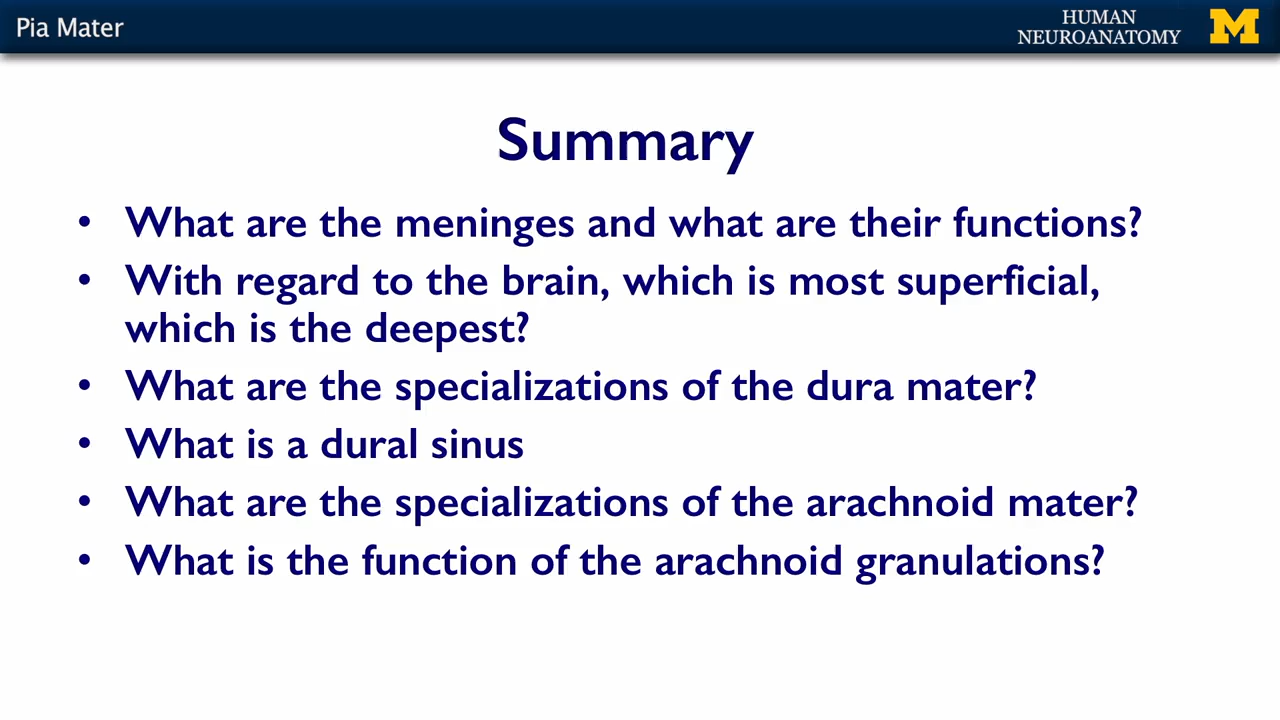 Pia Mater
HUMAN
NEUROANATOMY
M
Summary
• What are the meninges and what are their functions?
• With regard to the brain, which is most superficial,
which is the deepest?
• What are the specializations of the dura mater?
• What is a dural sinus
• What are the specializations of the arachnoid mater?
• What is the function of the arachnoid granulations?